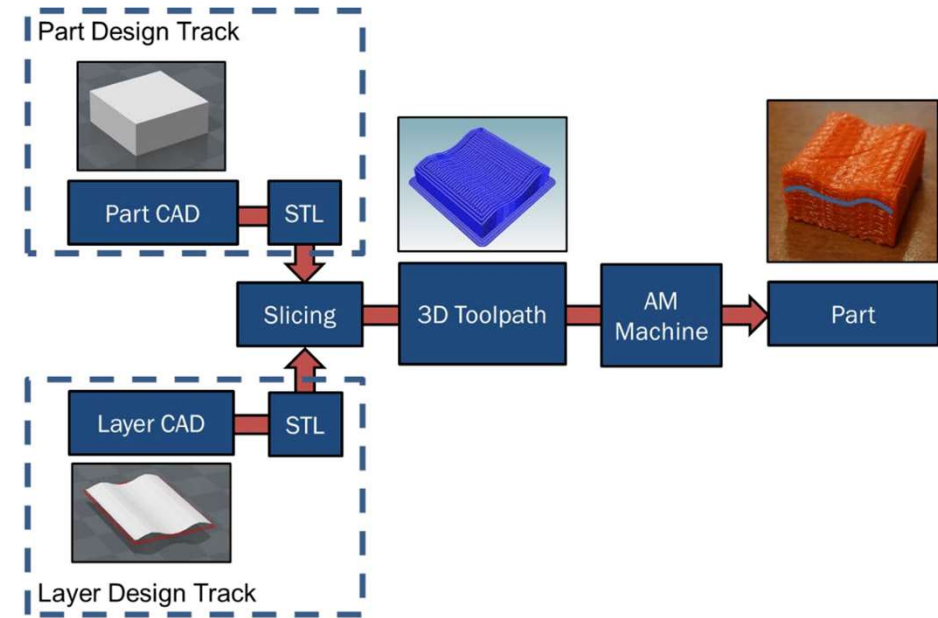 Part Design Track
Part CAD
STL
Slicing
3D Toolpath
AM
Machine
Part
Layer CAD
STL
Layer Design Track